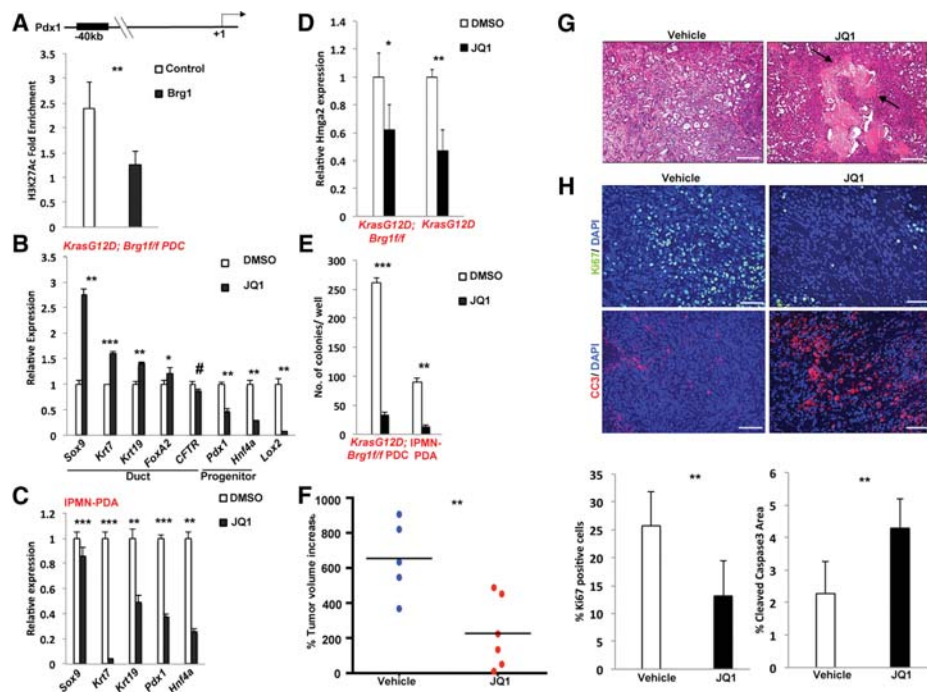 A
Pdx1
-40kb
+1
H3K27Ac Fold Enrichment
3.5
3
2.5
2
1.5
1
0.5
0
**
Control
Brg1
KrasG12D; Brg1f/f PDC
B
DMSO
JQ1
Relative Expression
3
2.5
2
1.5
1
0.5
0
**
***
**
*
#
**
**
**
Sox9
Krt7
Krt19
FoxA2
CFTR
Pdx1
Hnf4a
Lox2
Duct
Progenitor
C
IPMN-PDA
DMSO
JQ1
Relative expression
1.2
1
0.8
0.6
0.4
0.2
0
***
***
**
***
**
Sox9
Krt7
Krt19
Pdx1
Hnf4a
D
DMSO
JQ1
Relative Hmga2 expression
1.4
1.2
1
0.8
0.6
0.4
0.2
0
*
**
KrasG12D;
Brg1f/f
KrasG12D
E
DMSO
JQ1
No. of colonies/ well
300
250
200
150
100
50
0
***
**
KrasG12D;
Brg1f/f PDC
IPMN-
PDA
F
% Tumor volume increase
1000
800
600
400
200
0
**
Vehicle
JQ1
G
Vehicle
JQ1
H
Vehicle
JQ1
Ki67/ DAPI
CC3/ DAPI
% Ki67 positive cells
35
30
25
20
15
10
5
0
**
Vehicle
JQ1
% Cleaved Caspase3 Area
6
5
4
3
2
1
0
**
Vehicle
JQ1